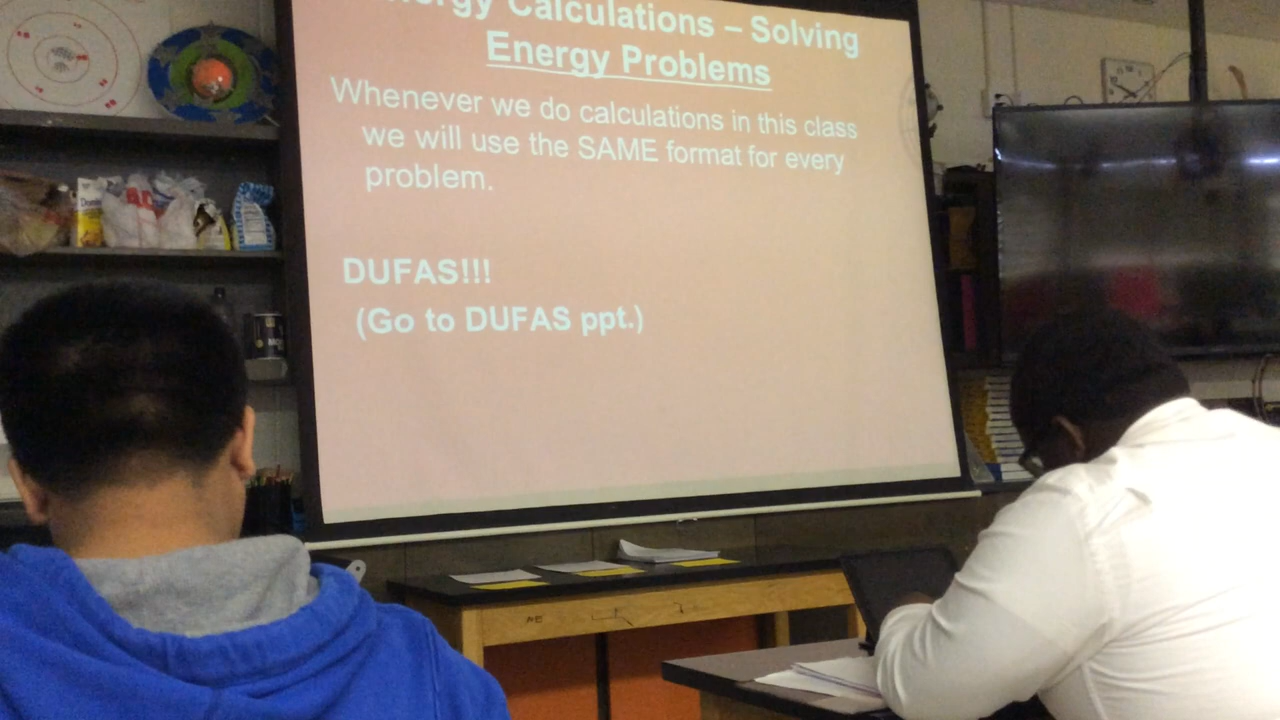 Energy Calculations – Solving
Energy Problems
Whenever we do calculations in this class
we will use the SAME format for every
problem.
DUFAS!!!
(Go to DUFAS ppt.)